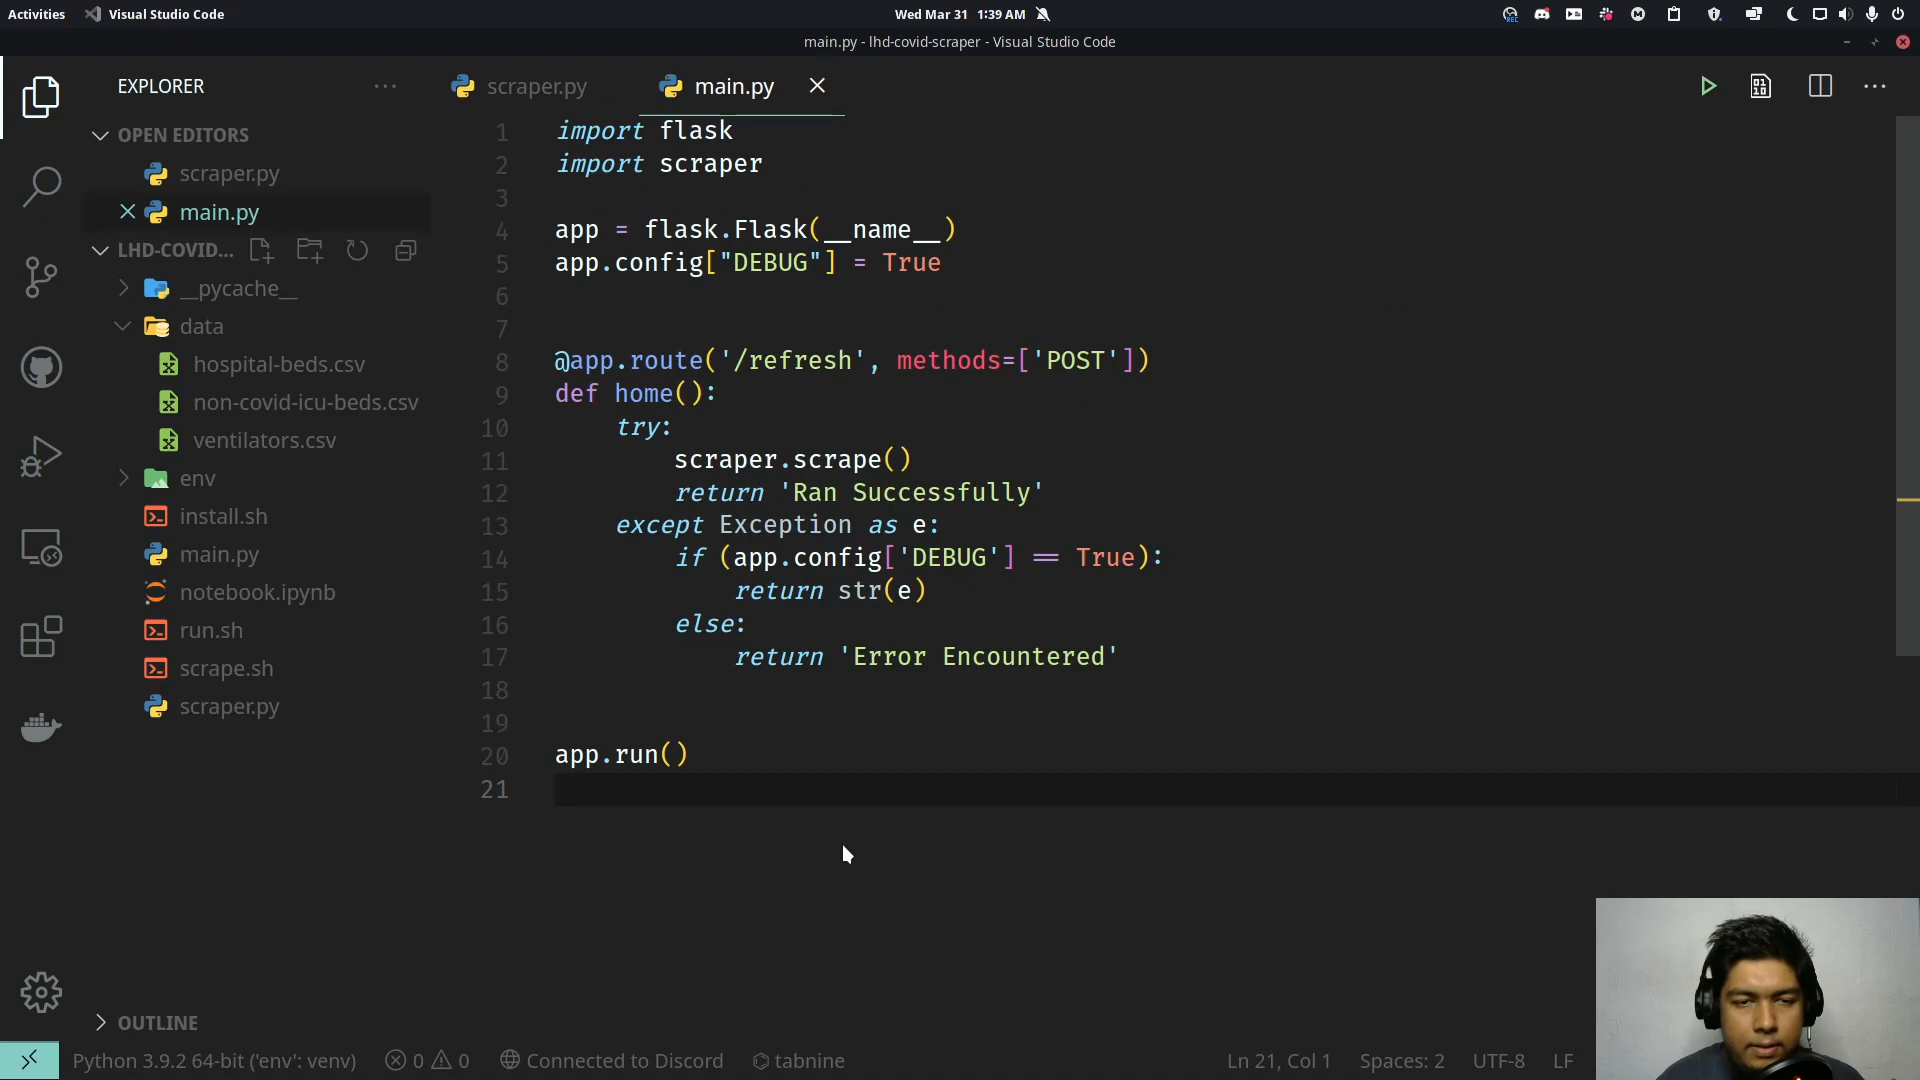 Activities Visual Studio Code Wed Mar 31 1:39 AM
main.py - lhd-covid-scraper - Visual Studio Code
EXPLORER
scraper.py main.py
OPEN EDITORS
scraper.py
main.py
LHD-COVID...
__pycache__
data
hospital-beds.csv
non-covid-icu-beds.csv
ventilators.csv
env
install.sh
main.py
notebook.ipynb
run.sh
scrape.sh
scraper.py
OUTLINE
1 import flask
2 import scraper
3
4 app = flask.Flask(__name__)
5 app.config["DEBUG"] = True
6
7
8 @app.route('/refresh', methods=['POST'])
9 def home():
10 try:
11 scraper.scrape()
12 return 'Ran Successfully'
13 except Exception as e:
14 if (app.config['DEBUG'] == True):
15 return str(e)
16 else:
17 return 'Error Encountered'
18
19
20 app.run()
21
Python 3.9.2 64-bit ('env': venv) 0 0 Connected to Discord tabnine Ln 21, Col 1 Spaces: 2 UTF-8 LF